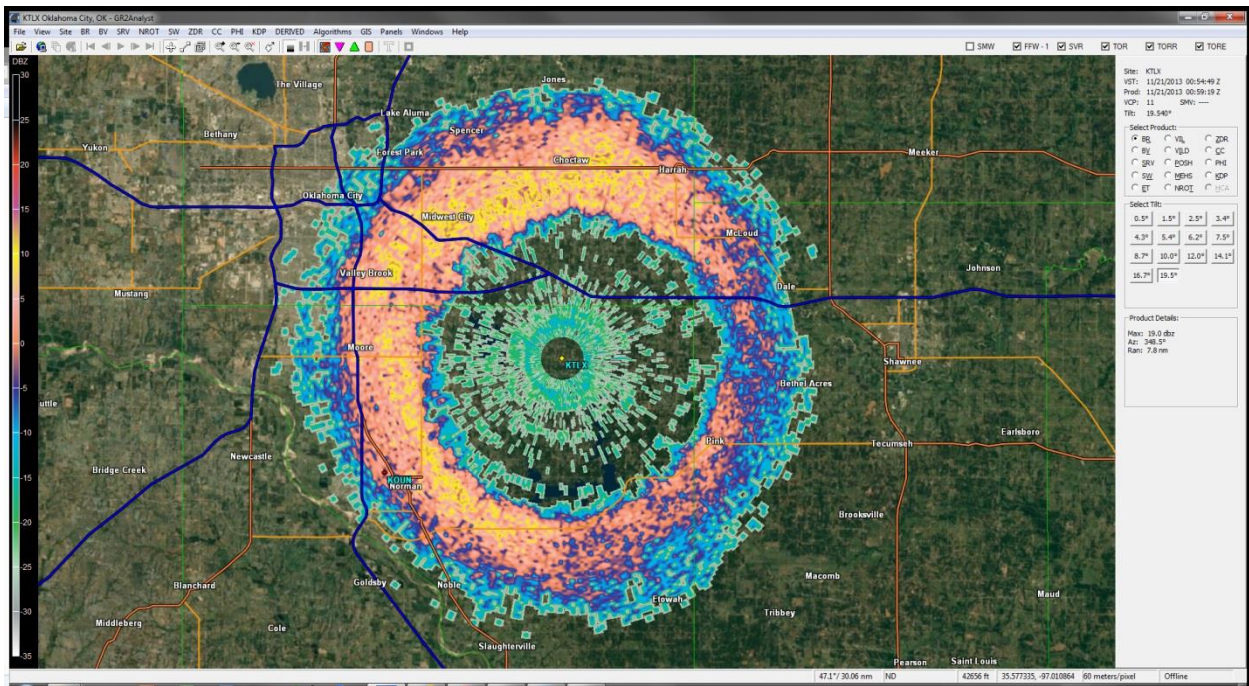 KTLX Oklahoma City, OK - GR2Analyst
File View Site BR BV SRV NROT SW ZDR CC PHI KDP DERIVED Algorithms GIS Panels Windows Help
SMW FFW - 1 SVR TOR TORR TORE
DBZ
30
25
20
15
10
5
0
-5
-10
-15
-20
-25
-30
-35
The Village
Jones
Lake Aluma
Bethany
Spencer
Yukon
Forest Park
Choctaw
Meeker
Harrah
Oklahoma City
Midwest City
McLoud
Valley Brook
Johnson
Mustang
Dale
Moore
KTLX
Shawnee
Bethel Acres
uttle
Pink
Tecumseh
Earlsboro
Newcastle
Bridge Creek
KOUN
Norman
Brooksville
Macomb
Blanchard
Goldsby
Noble
Etowah
Maud
Tribbey
Middleberg
Cole
Slaughterville
Pearson
Saint Louis
Site: KTLX
VST: 11/21/2013 00:54:49 Z
Prod: 11/21/2013 00:59:19 Z
VCP: 11 SMV: ----
Tilt: 19.540°
Select Product:
BR VIL ZDR
BV VILD CC
SRV POSH PHI
SW MEHS KDP
ET NROT HCA
Select Tilt:
0.5° 1.5° 2.5° 3.4°
4.3° 5.4° 6.2° 7.5°
8.7° 10.0° 12.0° 14.1°
16.7° 19.5°
Product Details:
Max: 19.0 dbz
Az: 348.5°
Ran: 7.8 nm
47.1°/ 30.06 nm ND 42656 ft 35.577335, -97.010864 60 meters/pixel Offline